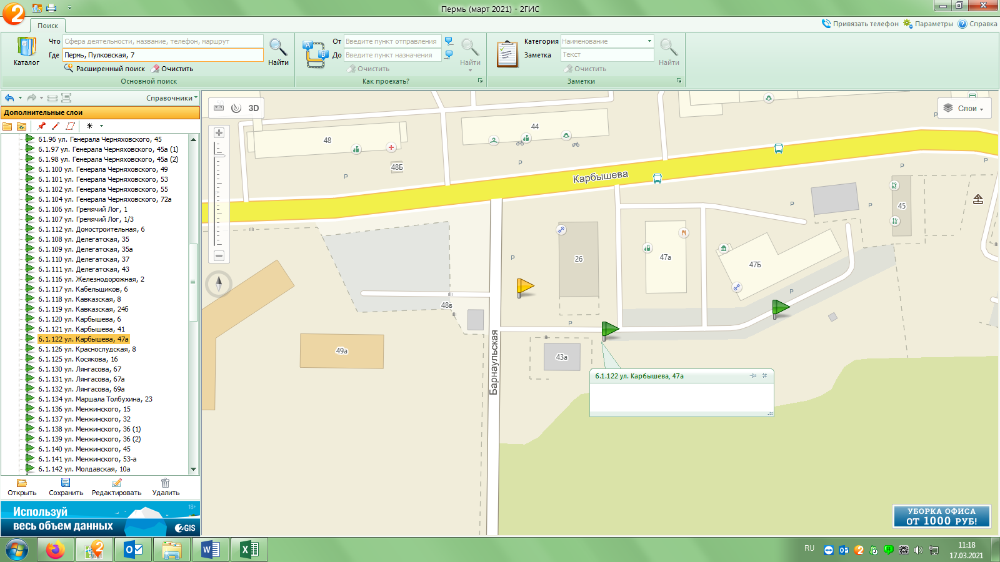 Пермь (март 2021) - 2ГИС
Поиск
Привязать телефон
Параметры
Справка
Каталог
Что
Сфера деятельности, название, телефон, маршрут
Где
Пермь, Пулковская, 7
Расширенный поиск
Очистить
Найти
Основной поиск
От
Введите пункт отправления
До
Введите пункт назначения
Очистить
Найти
Как проехать?
Категория
Наименование
Заметка
Текст
Очистить
Найти
Заметки
Справочники
Дополнительные слои
61.96 ул. Генерала Черняховского, 45
6.1.97 ул. Генерала Черняховского, 45а (1)
6.1.98 ул. Генерала Черняховского, 45а (2)
6.1.100 ул. Генерала Черняховского, 49
6.1.101 ул. Генерала Черняховского, 53
6.1.102 ул. Генерала Черняховского, 55
6.1.104 ул. Генерала Черняховского, 72а
6.1.106 ул. Гремячий Лог, 1
6.1.107 ул. Гремячий Лог, 1/3
6.1.112 ул. Домостроительная, 6
6.1.108 ул. Делегатская, 35
6.1.109 ул. Делегатская, 35а
6.1.110 ул. Делегатская, 37
6.1.111 ул. Делегатская, 43
6.1.116 ул. Железнодорожная, 2
6.1.117 ул. Кабельщиков, 6
6.1.118 ул. Кавказская, 8
6.1.119 ул. Кавказская, 24б
6.1.120 ул. Карбышева, 6
6.1.121 ул. Карбышева, 41
6.1.122 ул. Карбышева, 47а
6.1.126 ул. Краснослудская, 8
6.1.125 ул. Косякова, 16
6.1.130 ул. Лянгасова, 67
6.1.131 ул. Лянгасова, 67а
6.1.132 ул. Лянгасова, 69а
6.1.134 ул. Маршала Толбухина, 23
6.1.136 ул. Менжинского, 15
6.1.137 ул. Менжинского, 32
6.1.138 ул. Менжинского, 36 (1)
6.1.139 ул. Менжинского, 36 (2)
6.1.140 ул. Менжинского, 45
6.1.141 ул. Менжинского, 53-а
6.1.142 ул. Молдавская, 10а
Открыть
Сохранить
Редактировать
Удалить
Используй
18+
весь объем данных
2GIS
3D
Слои
48
44
48Б
P
P
P
P
P
Карбышева
45
P
P
P
26
47а
47Б
P
48в
P
49а
43а
Барнаульская
6.1.122 ул. Карбышева, 47а
УБОРКА ОФИСА
ОТ 1000 РУБ!
RU
11:18
17.03.2021